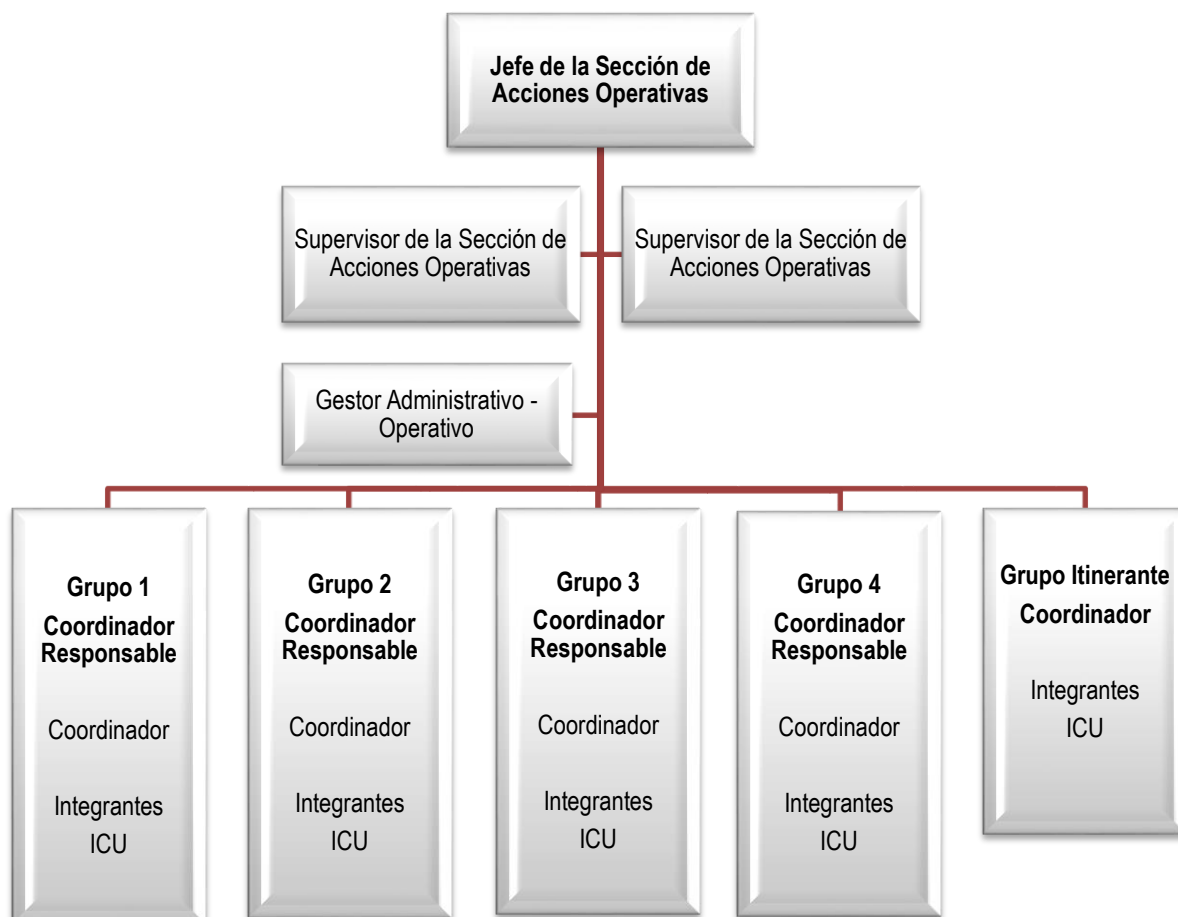 Jefe de la Sección de
Acciones Operativas
Supervisor de la Sección de
Acciones Operativas
Supervisor de la Sección de
Acciones Operativas
Gestor Administrativo -
Operativo
Grupo 1
Coordinador
Responsable
Coordinador
Integrantes
ICU
Grupo 2
Coordinador
Responsable
Coordinador
Integrantes
ICU
Grupo 3
Coordinador
Responsable
Coordinador
Integrantes
ICU
Grupo 4
Coordinador
Responsable
Coordinador
Integrantes
ICU
Grupo Itinerante
Coordinador
Integrantes
ICU